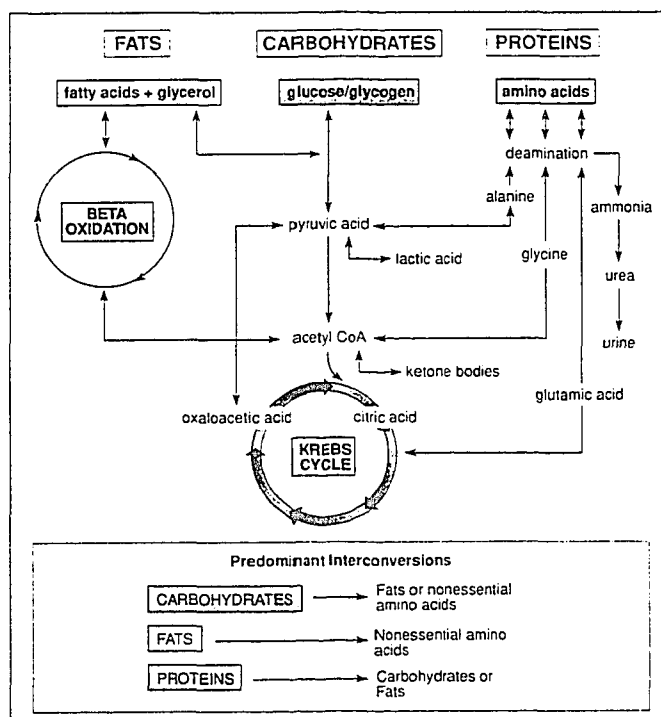 FATS
CARBOHYDRATES
PROTEINS
fatty acids + glycerol
glucose/glycogen
amino acids
deamination
BETA
OXIDATION
alanine
ammonia
pyruvic acid
lactic acid
glycine
urea
urine
acetyl CoA
ketone bodies
glutamic acid
oxaloacetic acid
citric acid
KREBS
CYCLE
Predominant Interconversions
CARBOHYDRATES
Fats or nonessential
amino acids
FATS
Nonessential amino
acids
PROTEINS
Carbohydrates or
Fats